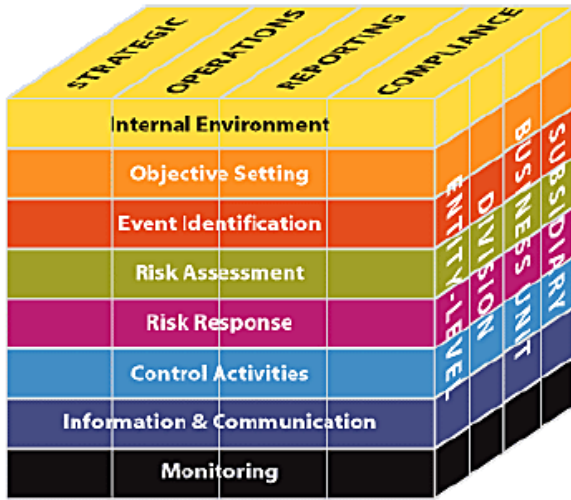 STRATEGIC
OPERATIONS
REPORTING
COMPLIANCE
Internal Environment
Objective Setting
Event Identification
Risk Assessment
Risk Response
Control Activities
Information & Communication
Monitoring
ENTITY-LEVEL
DIVISION
BUSINESS UNIT
SUBSIDIARY